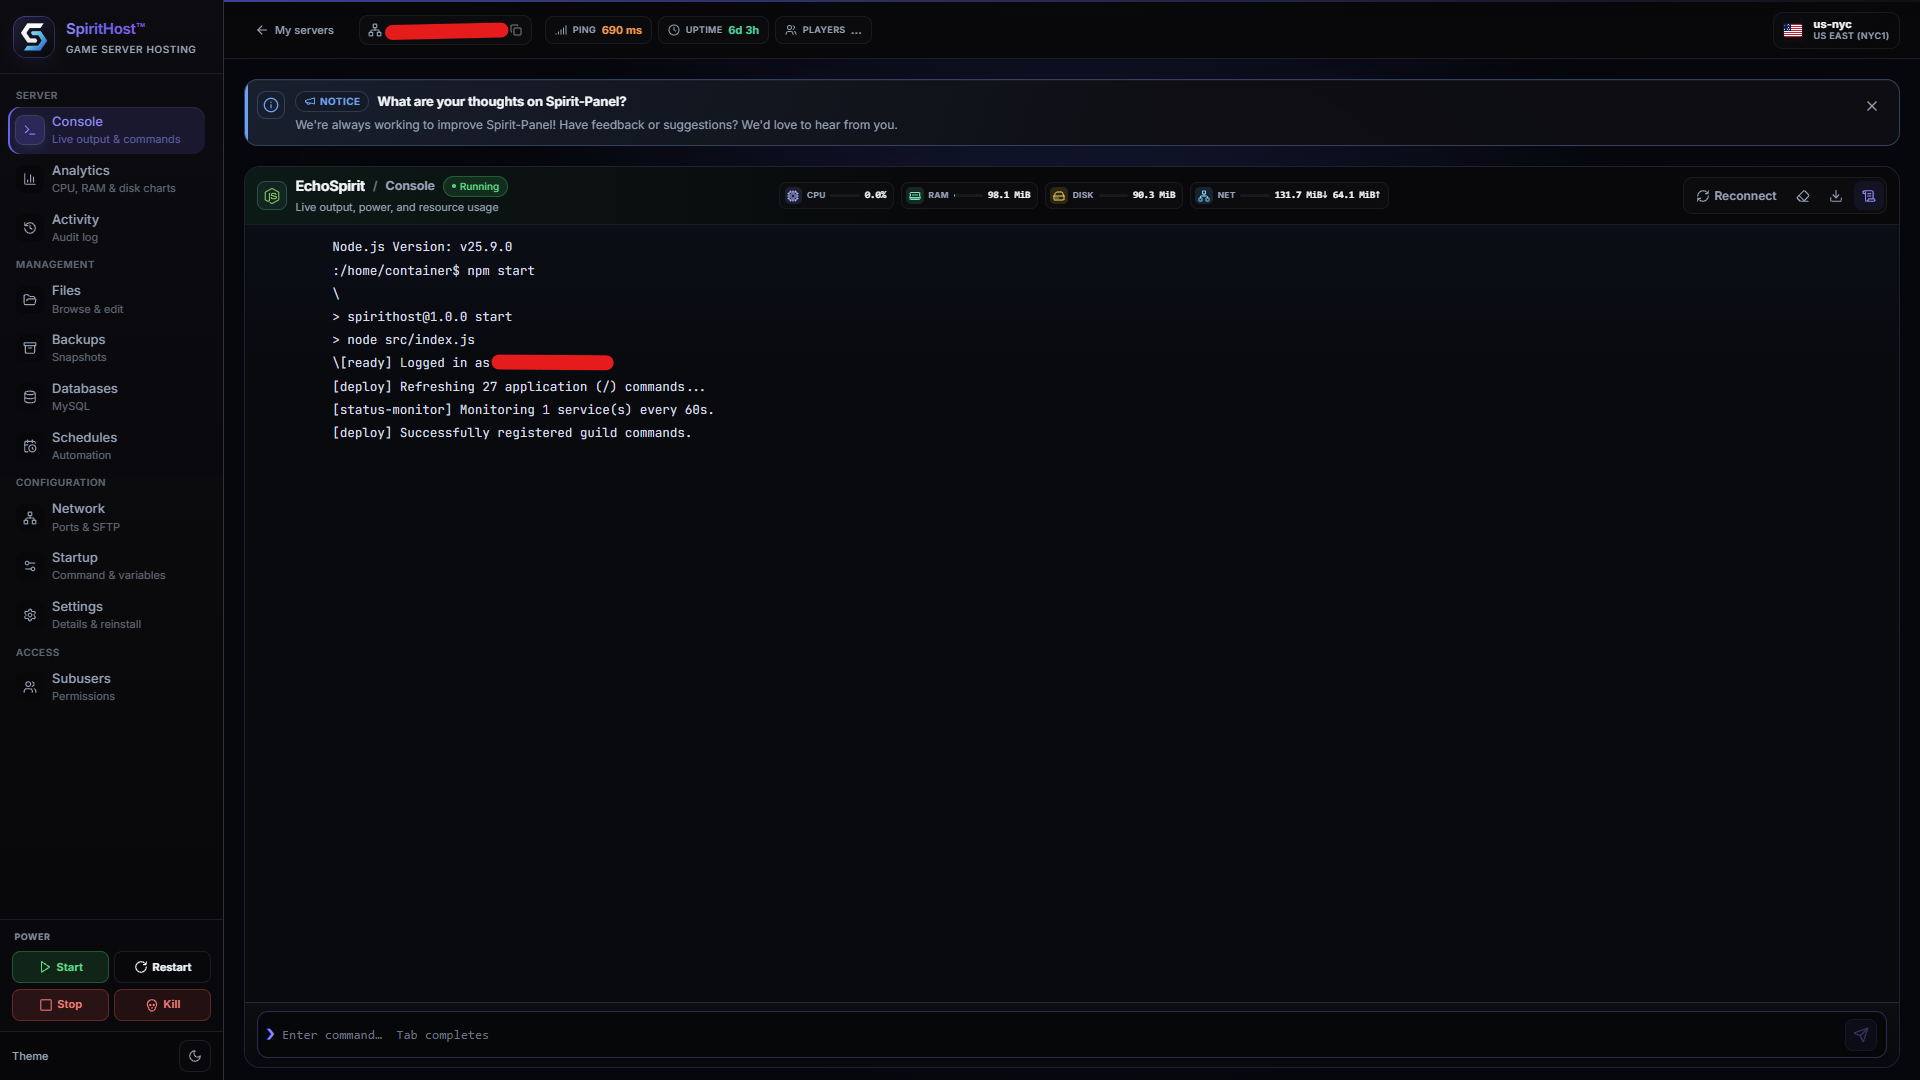 SpiritHost™
GAME SERVER HOSTING
My servers
PING 690 ms
UPTIME 6d 3h
PLAYERS ...
us-nyc
US EAST (NYC1)
SERVER
Console
Live output & commands
Analytics
CPU, RAM & disk charts
Activity
Audit log
MANAGEMENT
Files
Browse & edit
Backups
Snapshots
Databases
MySQL
Schedules
Automation
CONFIGURATION
Network
Ports & SFTP
Startup
Command & variables
Settings
Details & reinstall
ACCESS
Subusers
Permissions
POWER
Start
Restart
Stop
Kill
Theme
NOTICE What are your thoughts on Spirit-Panel?
We're always working to improve Spirit-Panel! Have feedback or suggestions? We'd love to hear from you.
EchoSpirit / Console • Running
Live output, power, and resource usage
CPU 0.0%
RAM 98.1 MiB
DISK 90.3 MiB
NET 131.7 MiB↓ 64.1 MiB↑
Reconnect
Node.js Version: v25.9.0
:/home/container$ npm start
\
> spirithost@1.0.0 start
> node src/index.js
\[ready] Logged in as
[deploy] Refreshing 27 application (/) commands...
[status-monitor] Monitoring 1 service(s) every 60s.
[deploy] Successfully registered guild commands.
❯ Enter command… Tab completes